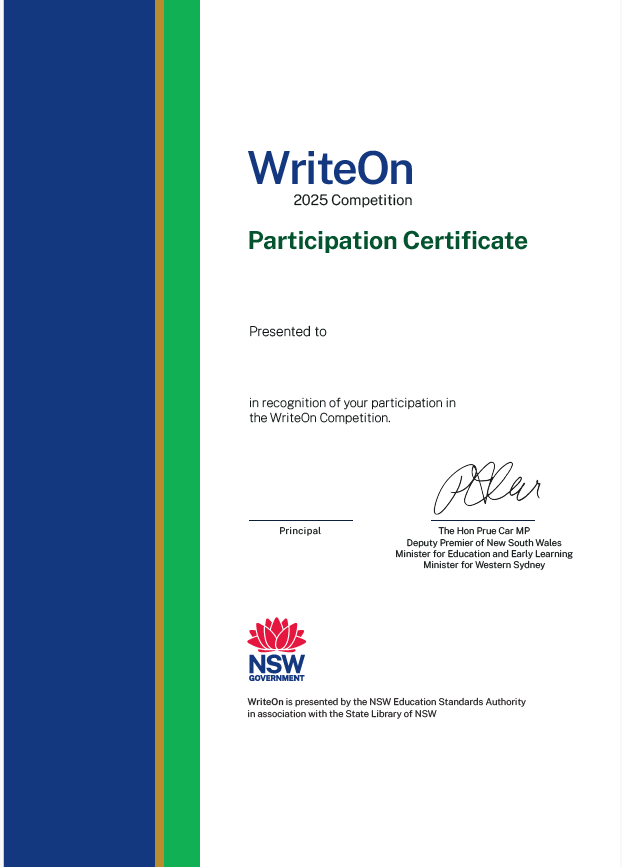 WriteOn
2025 Competition
Participation Certificate
Presented to
in recognition of your participation in
the WriteOn Competition.
Principal
The Hon Prue Car MP
Deputy Premier of New South Wales
Minister for Education and Early Learning
Minister for Western Sydney
NSW
GOVERNMENT
WriteOn is presented by the NSW Education Standards Authority
in association with the State Library of NSW